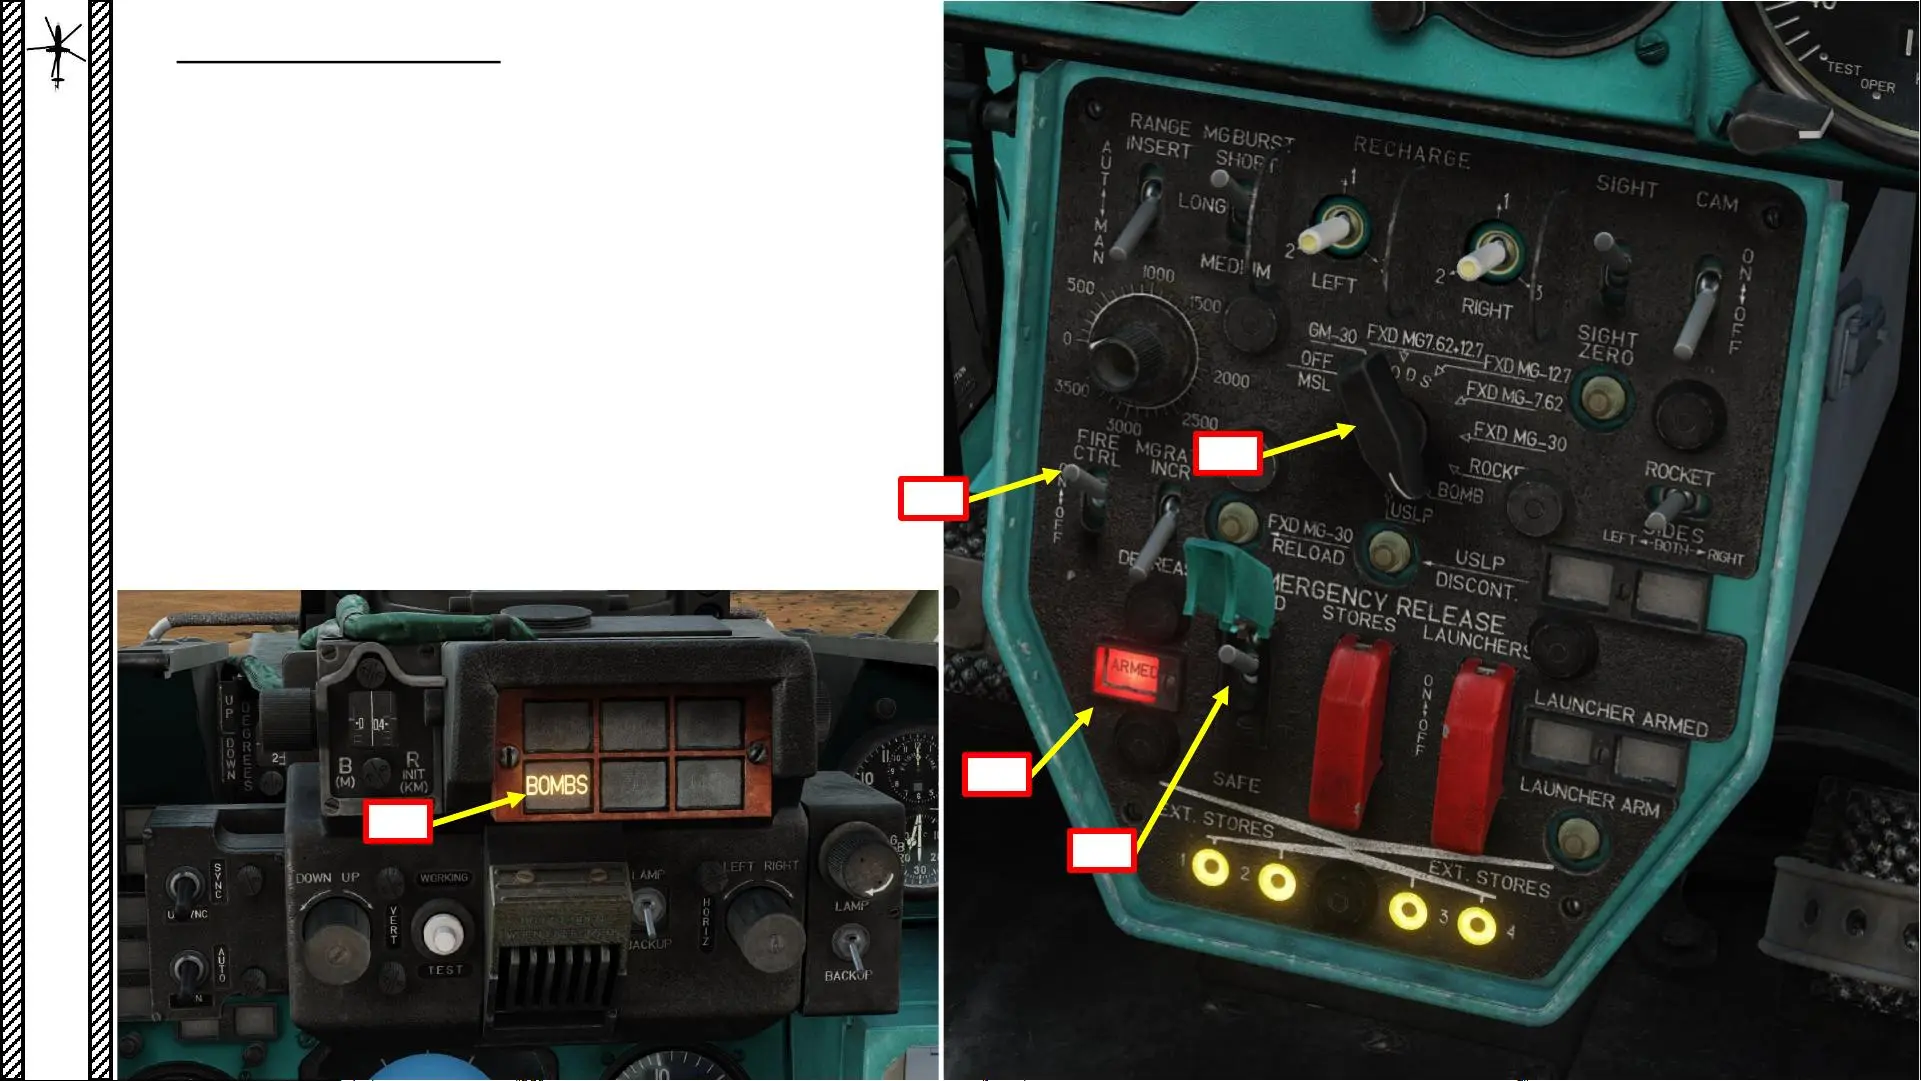 TEST
OPER
RANGE
INSERT
MG BURST
SHORT
RECHARGE
1
1
SIGHT
CAM
AUT
MAN
LONG
MEDIUM
2
LEFT
2
3
RIGHT
ON
OFF
0
500
1000
1500
2000
2500
3000
3500
GM-30
FXD MG7.62+12.7
FXD MG-12.7
OFF
MSL
FXD MG-7.62
FXD MG-30
BOMB
USLP
SIGHT
ZERO
FIRE
CTRL
ON
OFF
INCR
ROCKET
SIDES
LEFT BOTH RIGHT
FXD MG-30
RELOAD
USLP
DISCONT.
EMERGENCY RELEASE
STORES
LAUNCHERS
ARMED
ON
OFF
LAUNCHER ARMED
SAFE
LAUNCHER ARM
EXT. STORES
EXT. STORES
1
2
3
4
UP
DOWN
DEGREES
B
(M)
R
INIT
(KM)
BOMBS
SYNC
AUTO
DOWN UP
VERT
WORKING
TEST
LAMP
BACKUP
LEFT RIGHT
HORIZ
LAMP
BACKUP
10